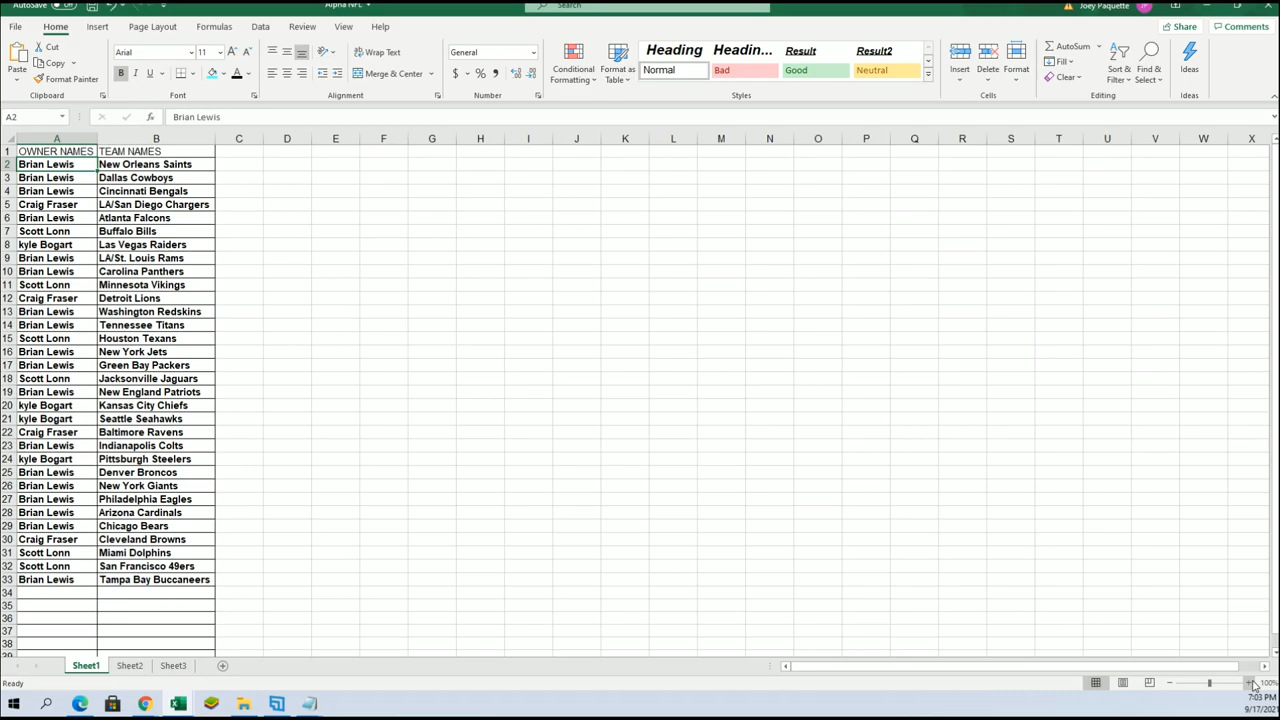 AutoSave Off Alpha NFL Search Joey Paquette JP
File Home Insert Page Layout Formulas Data Review View Help Share Comments
Paste Cut Copy Format Painter Clipboard
Arial 11 A A B I U A Font
Wrap Text Merge & Center Alignment
General $ % 9 Number
Conditional Formatting Format as Table
Heading Headin... Result Result2
Normal Bad Good Neutral
Styles
Insert Delete Format Cells
AutoSum Fill Clear Sort & Filter Find & Select Editing
Ideas Ideas
A2 fx Brian Lewis
A B C D E F G H I J K L M N O P Q R S T U V W X
1 OWNER NAMES TEAM NAMES
2 Brian Lewis New Orleans Saints
3 Brian Lewis Dallas Cowboys
4 Brian Lewis Cincinnati Bengals
5 Craig Fraser LA/San Diego Chargers
6 Brian Lewis Atlanta Falcons
7 Scott Lonn Buffalo Bills
8 kyle Bogart Las Vegas Raiders
9 Brian Lewis LA/St. Louis Rams
10 Brian Lewis Carolina Panthers
11 Scott Lonn Minnesota Vikings
12 Craig Fraser Detroit Lions
13 Brian Lewis Washington Redskins
14 Brian Lewis Tennessee Titans
15 Scott Lonn Houston Texans
16 Brian Lewis New York Jets
17 Brian Lewis Green Bay Packers
18 Scott Lonn Jacksonville Jaguars
19 Brian Lewis New England Patriots
20 kyle Bogart Kansas City Chiefs
21 kyle Bogart Seattle Seahawks
22 Craig Fraser Baltimore Ravens
23 Brian Lewis Indianapolis Colts
24 kyle Bogart Pittsburgh Steelers
25 Brian Lewis Denver Broncos
26 Brian Lewis New York Giants
27 Brian Lewis Philadelphia Eagles
28 Brian Lewis Arizona Cardinals
29 Brian Lewis Chicago Bears
30 Craig Fraser Cleveland Browns
31 Scott Lonn Miami Dolphins
32 Scott Lonn San Francisco 49ers
33 Brian Lewis Tampa Bay Buccaneers
34
35
36
37
38
39
Sheet1 Sheet2 Sheet3
Ready 100%
7:03 PM
9/17/2021